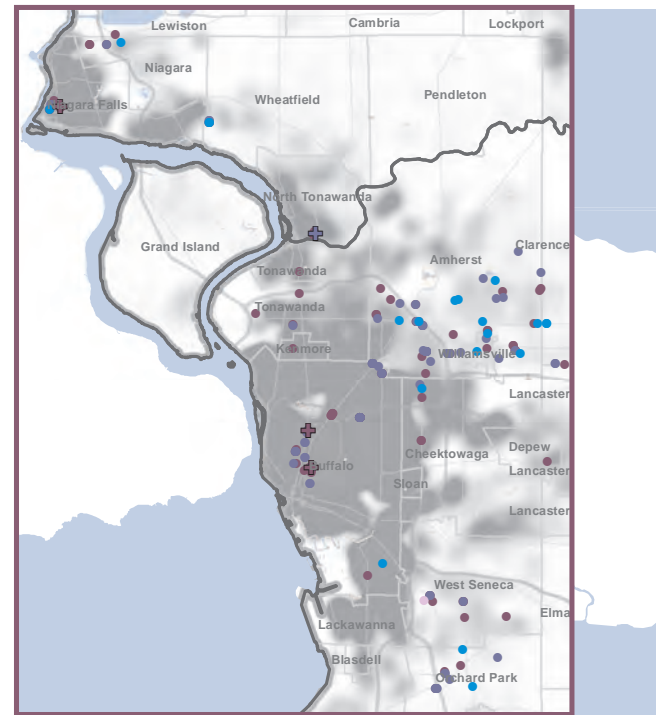 Lewiston
Cambria
Lockport
Niagara
Niagara Falls
Wheatfield
Pendleton
North Tonawanda
Grand Island
Clarence
Amherst
Tonawanda
Tonawanda
Kenmore
Williamsville
Lancaster
Buffalo
Cheektowaga
Depew
Lancaster
Sloan
Lancaster
West Seneca
Elma
Lackawanna
Blasdell
Orchard Park